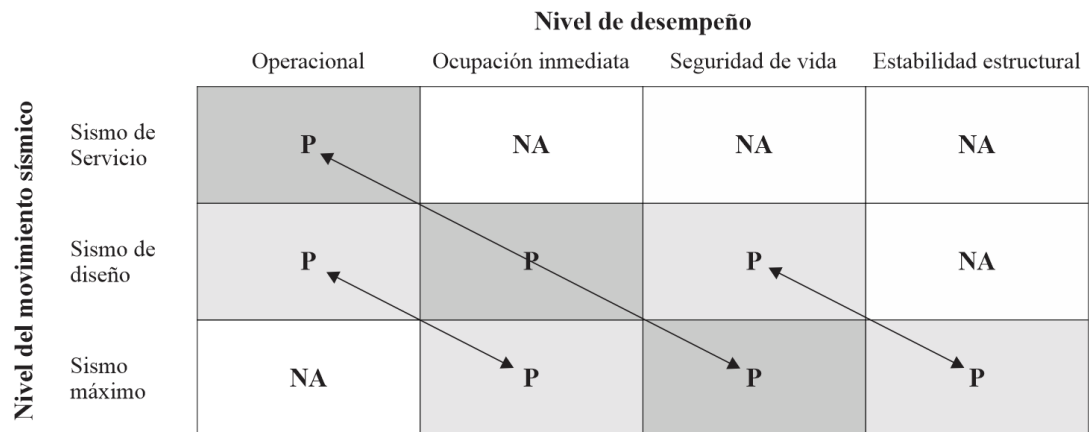 Nivel de desempeño
Operacional Ocupación inmediata Seguridad de vida Estabilidad estructural
Nivel del movimiento sísmico
Sismo de
Servicio
P NA NA NA
Sismo de
diseño
P P P NA
Sismo
máximo
NA P P P